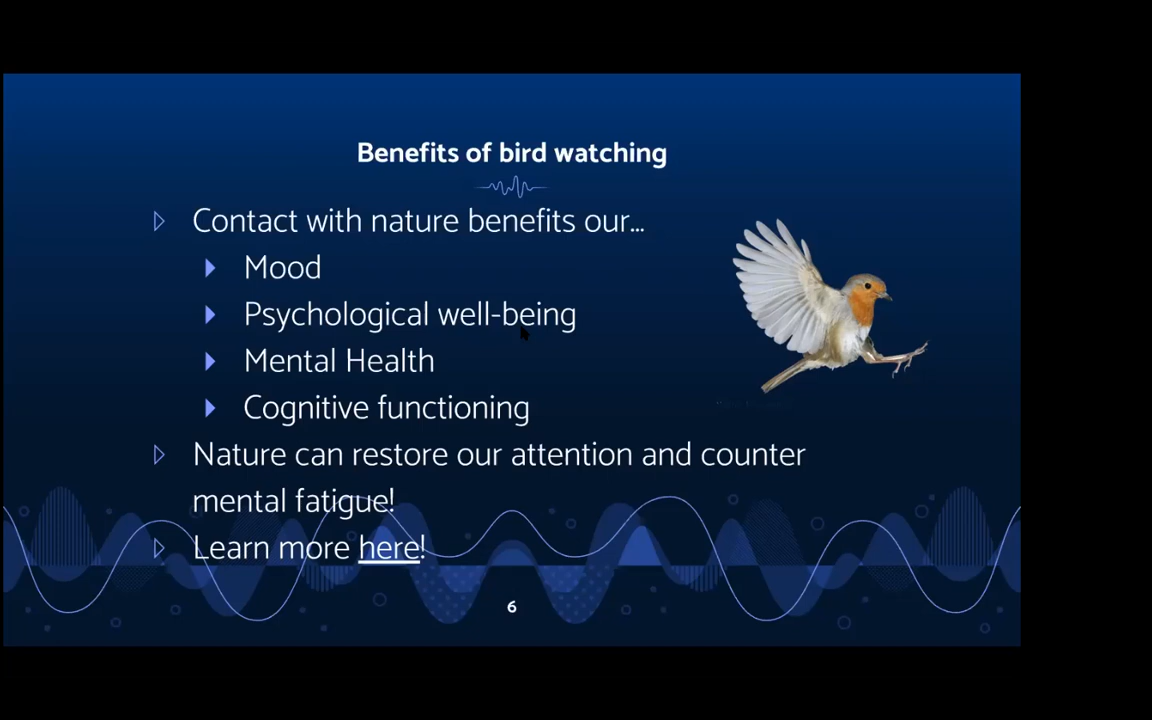 Benefits of bird watching
Contact with nature benefits our...
Mood
Psychological well-being
Mental Health
Cognitive functioning
Nature can restore our attention and counter
mental fatigue!
Learn more here!
6